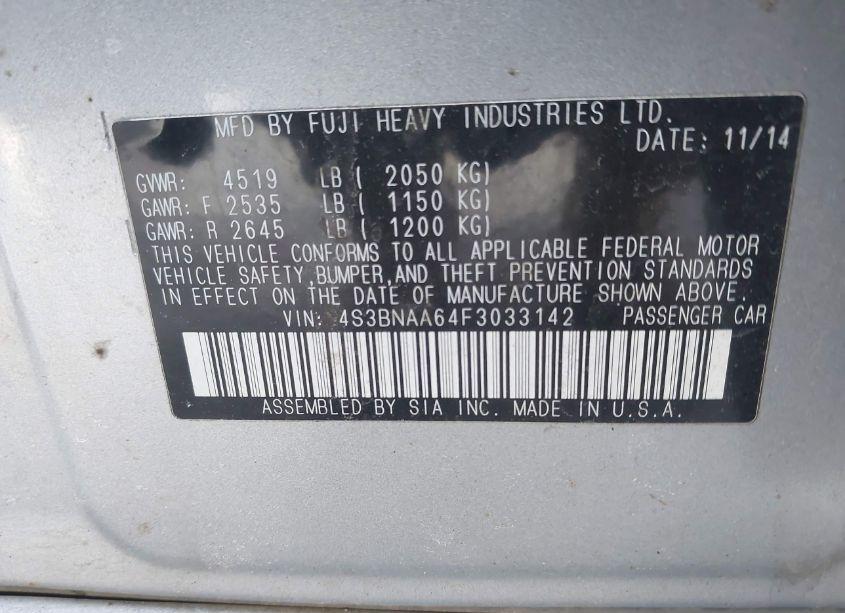 MFD BY FUJI HEAVY INDUSTRIES LTD.
DATE: 11/14
GVWR: 4519 LB ( 2050 KG)
GAWR: F 2535 LB ( 1150 KG)
GAWR: R 2645 LB ( 1200 KG)
THIS VEHICLE CONFORMS TO ALL APPLICABLE FEDERAL MOTOR
VEHICLE SAFETY,BUMPER,AND THEFT PREVENTION STANDARDS
IN EFFECT ON THE DATE OF MANUFACTURE SHOWN ABOVE.
VIN: 4S3BNAA64F3033142 PASSENGER CAR
ASSEMBLED BY SIA INC. MADE IN U.S.A.